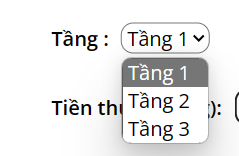 Tầng : Tầng 1
Tầng 1
Tầng 2
Tiền
Tầng 3